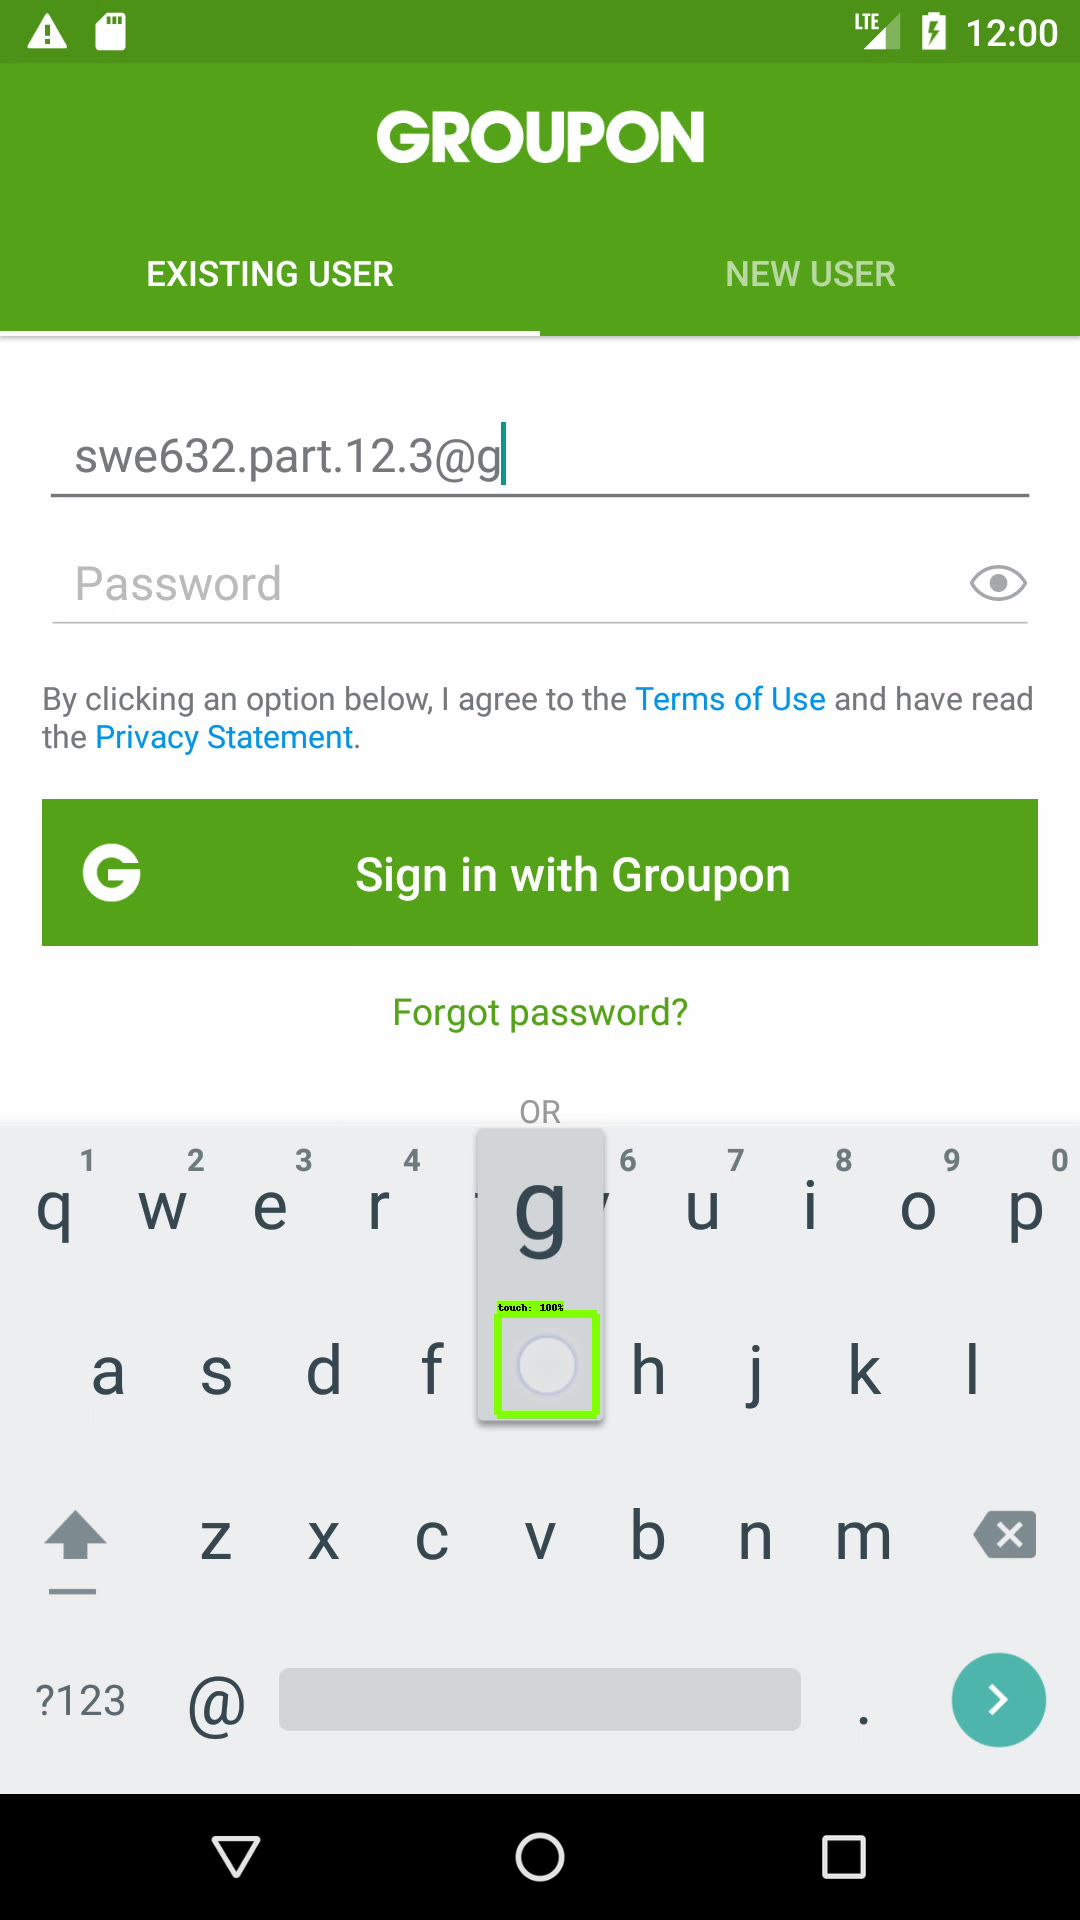 LTE 12:00
GROUPON
EXISTING USER NEW USER
swe632.part.12.3@g
Password
By clicking an option below, I agree to the Terms of Use and have read
the Privacy Statement.
G Sign in with Groupon
Forgot password?
OR
1 2 3 4 6 7 8 9 0
q w e r g u i o p
touch: 100%
a s d f h j k l
z x c v b n m
?123 @ .